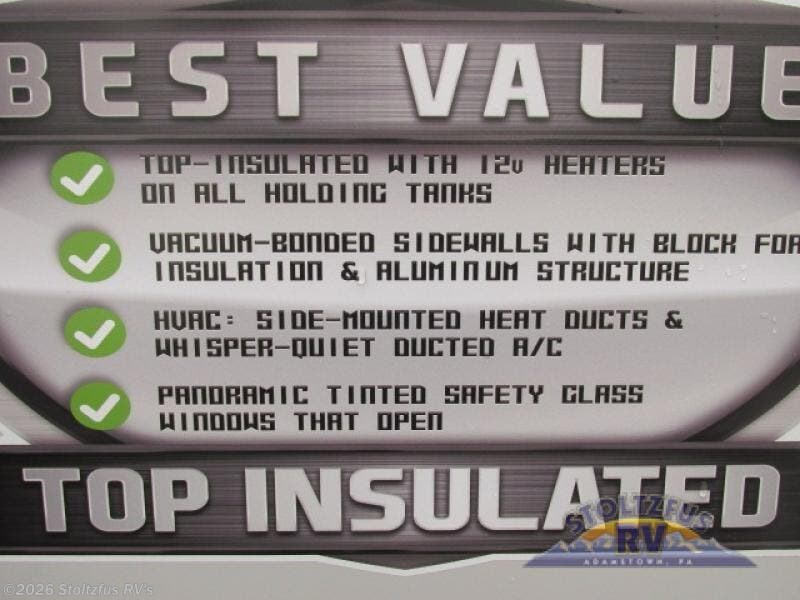 BEST VALUE
TOP-INSULATED WITH 12v HEATERS
ON ALL HOLDING TANKS
VACUUM-BONDED SIDEWALLS WITH BLOCK FOA
INSULATION & ALUMINUM STRUCTURE
HVAC: SIDE-MOUNTED HEAT DUCTS &
WHISPER-QUIET DUCTED A/C
PANORAMIC TINTED SAFETY GLASS
WINDOWS THAT OPEN
TOP INSULATED
STOLTZFUS
RV
ADAMSTOWN, PA
©2026 Stoltzfus RV's